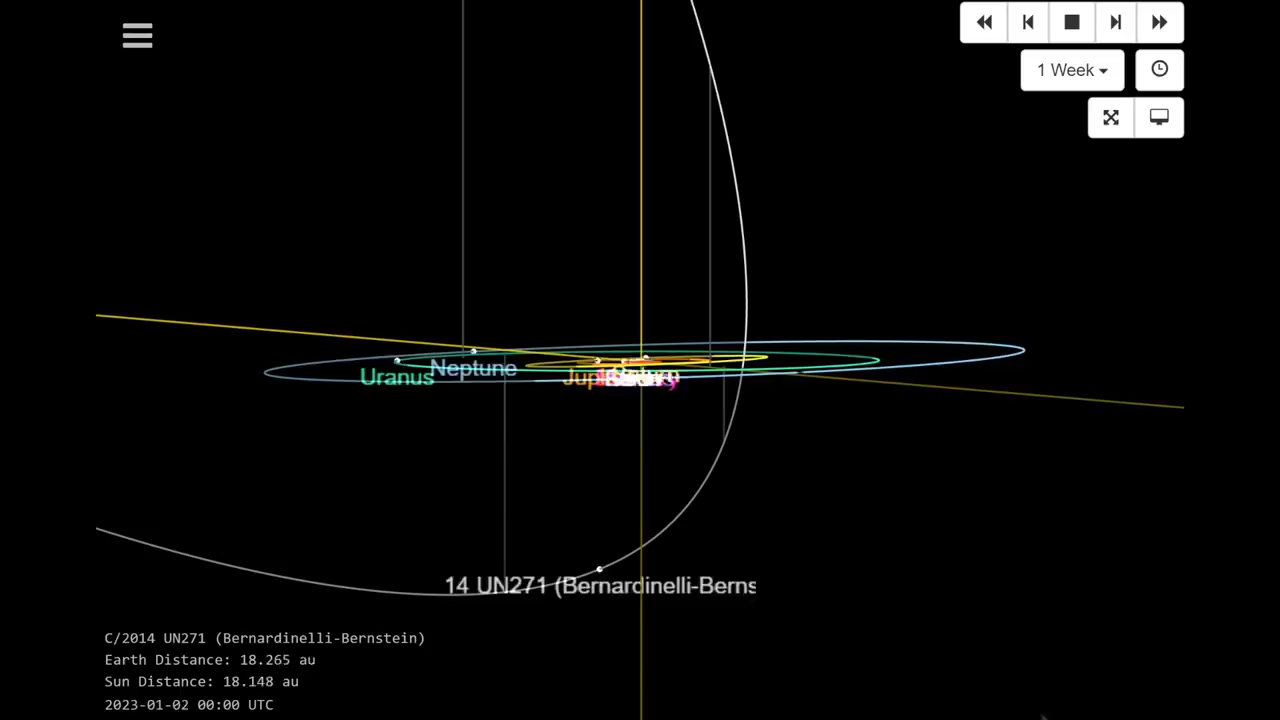 1 Week
Neptune
Uranus
14 UN271 (Bernardinelli-Berns
C/2014 UN271 (Bernardinelli-Bernstein)
Earth Distance: 18.265 au
Sun Distance: 18.148 au
2023-01-02 00:00 UTC